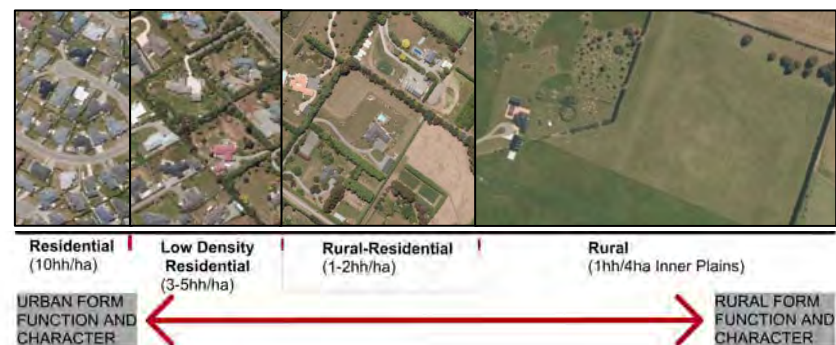 Residential
(10hh/ha)
Low Density
Residential
(3-5hh/ha)
Rural-Residential
(1-2hh/ha)
Rural
(1hh/4ha Inner Plains)
URBAN FORM
FUNCTION AND
CHARACTER
RURAL FORM
FUNCTION AND
CHARACTER